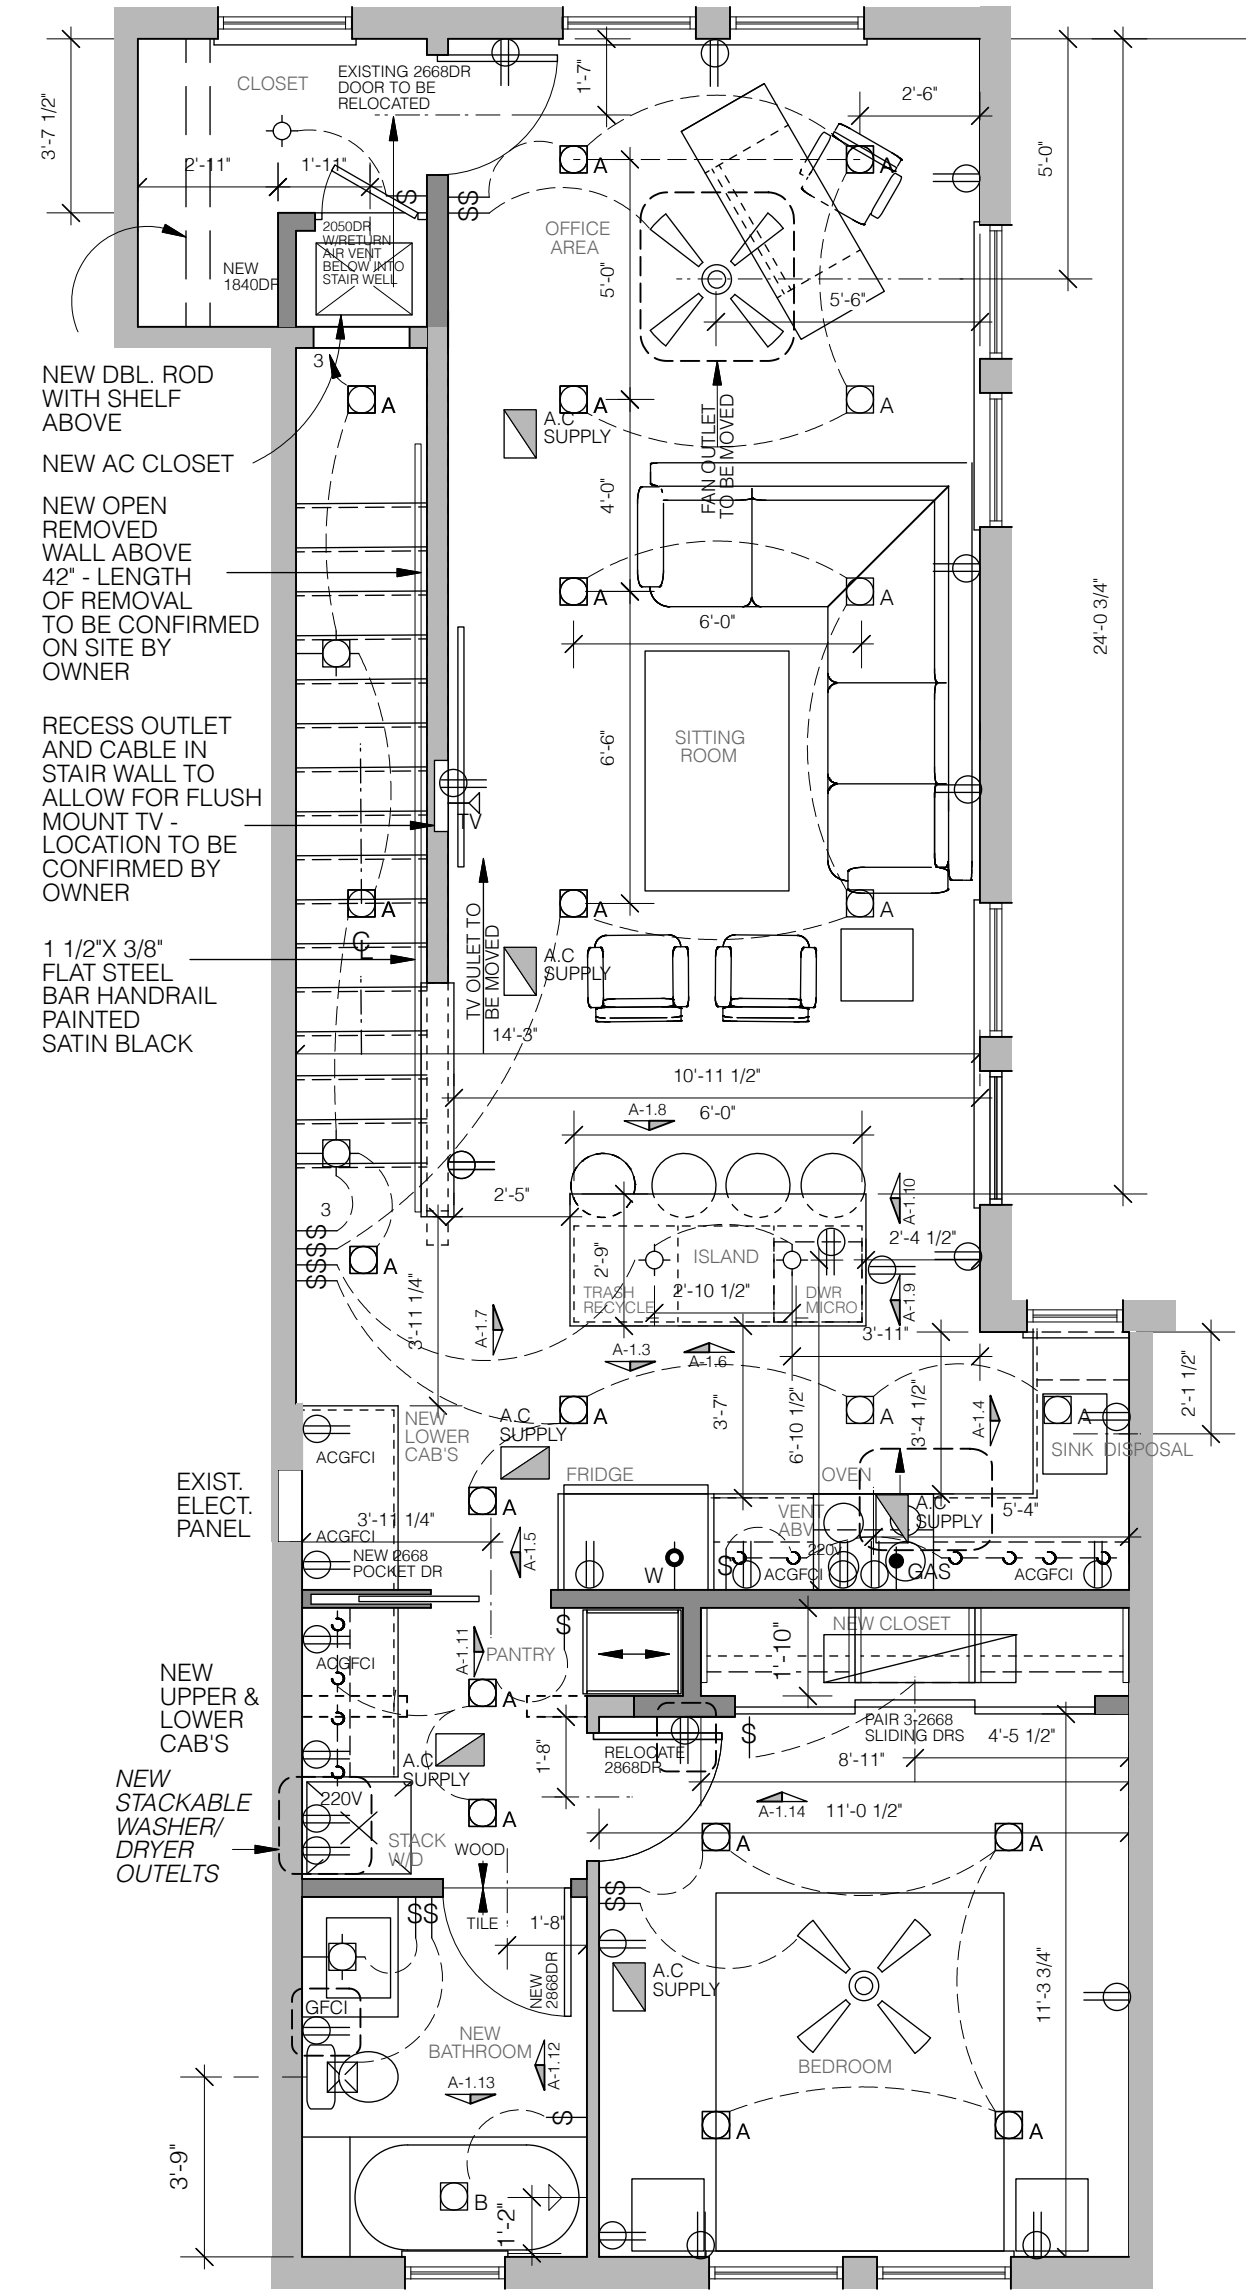 CLOSET
EXISTING 2668DR
DOOR TO BE
RELOCATED
1'-7"
2'-6"
3'-7 1/2"
2'-11"
1'-11"
5'-0"
A
A
S
SS
OFFICE
AREA
2050DR
W/RETURN
AIR VENT
BELOW INTO
STAIR WELL
NEW
1840DR
5'-0"
5'-6"
3
NEW DBL. ROD
WITH SHELF
ABOVE
A
A
A
A.C
SUPPLY
FAN OUTLET
TO BE MOVED
NEW AC CLOSET
4'-0"
NEW OPEN
REMOVED
WALL ABOVE
42" - LENGTH
OF REMOVAL
TO BE CONFIRMED
ON SITE BY
OWNER
A
A
6'-0"
24'-0 3/4"
RECESS OUTLET
AND CABLE IN
STAIR WALL TO
ALLOW FOR FLUSH
MOUNT TV -
LOCATION TO BE
CONFIRMED BY
OWNER
6'-6"
SITTING
ROOM
TV
A
A
A
1 1/2"X 3/8"
FLAT STEEL
BAR HANDRAIL
PAINTED
SATIN BLACK
CL
TV OULET TO
BE MOVED
A.C
SUPPLY
14'-3"
10'-11 1/2"
A-1.8
6'-0"
2'-5"
A-1.10
3
SSSS
A
2'-9"
ISLAND
2'-4 1/2"
TRASH
RECYCLE
2'-10 1/2"
DWR
MICRO
A-1.9
3'-11 1/4"
A-1.7
A-1.3
A-1.6
3'-11"
2'-1 1/2"
NEW
LOWER
CAB'S
A.C
SUPPLY
A
3'-7"
6'-10 1/2"
A
3'-4 1/2"
A-1.4
A
ACGFCI
SINK DISPOSAL
EXIST.
ELECT.
PANEL
FRIDGE
OVEN
A
A.C
SUPPLY
5'-4"
VENT
ABV
3'-11 1/4"
ACGFCI
A-1.5
NEW 2668
POCKET DR
220v
W
S
ACGFCI
GAS
ACGFCI
S
NEW CLOSET
A-1.11
PANTRY
1'-10"
ACGFCI
NEW
UPPER &
LOWER
CAB'S
A
PAIR 3-2668
SLIDING DRS
4'-5 1/2"
S
A.C
SUPPLY
1'-8"
RELOCATE
2868DR
8'-11"
NEW
STACKABLE
WASHER/
DRYER
OUTELTS
220V
A
A-1.14
11'-0 1/2"
STACK
W/D
WOOD
A
A
SS
SS
TILE
1'-8"
NEW
2868DR
A.C
SUPPLY
11'-3 3/4"
GFCI
NEW
BATHROOM
A-1.12
BEDROOM
A-1.13
S
A
A
3'-9"
B
1'-2"